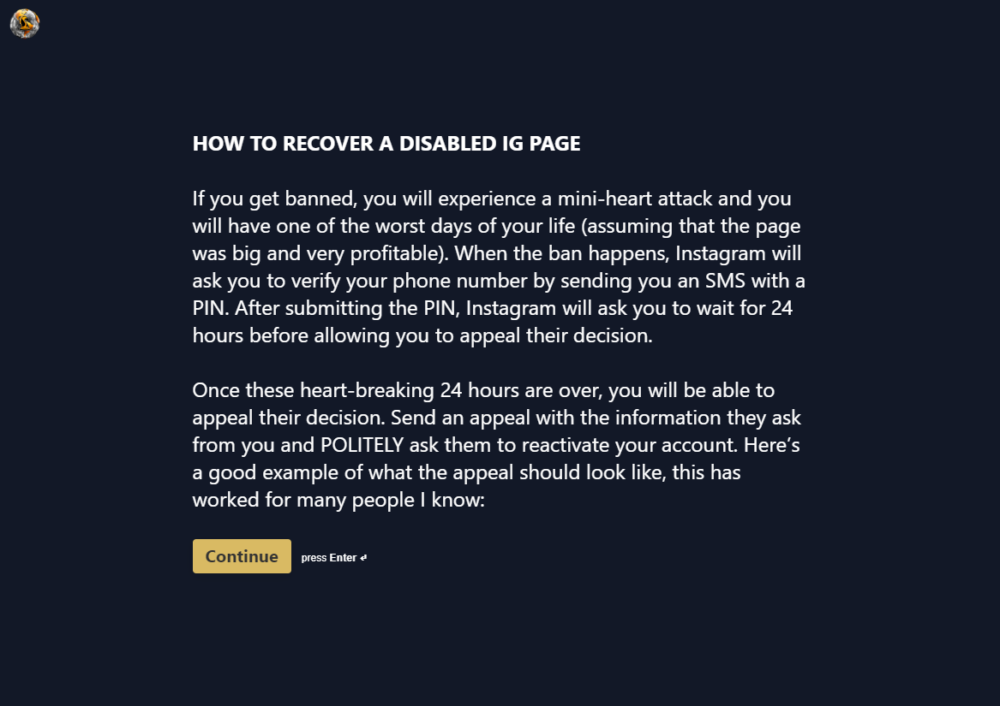 HOW TO RECOVER A DISABLED IG PAGE
If you get banned, you will experience a mini-heart attack and you
will have one of the worst days of your life (assuming that the page
was big and very profitable). When the ban happens, Instagram will
ask you to verify your phone number by sending you an SMS with a
PIN. After submitting the PIN, Instagram will ask you to wait for 24
hours before allowing you to appeal their decision.
Once these heart-breaking 24 hours are over, you will be able to
appeal their decision. Send an appeal with the information they ask
from you and POLITELY ask them to reactivate your account. Here’s
a good example of what the appeal should look like, this has
worked for many people I know:
Continue press Enter ↵